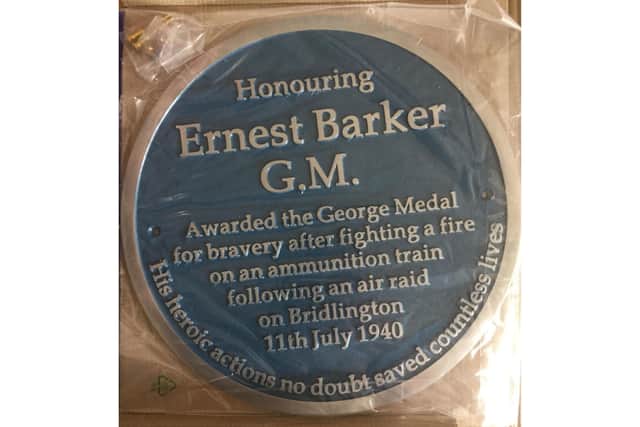 Honouring
Ernest Barker
G.M.
Awarded the George Medal
for bravery after fighting a fire
on an ammunition train
following an air raid
on Bridlington
11th July 1940
His heroic actions no doubt saved countless lives